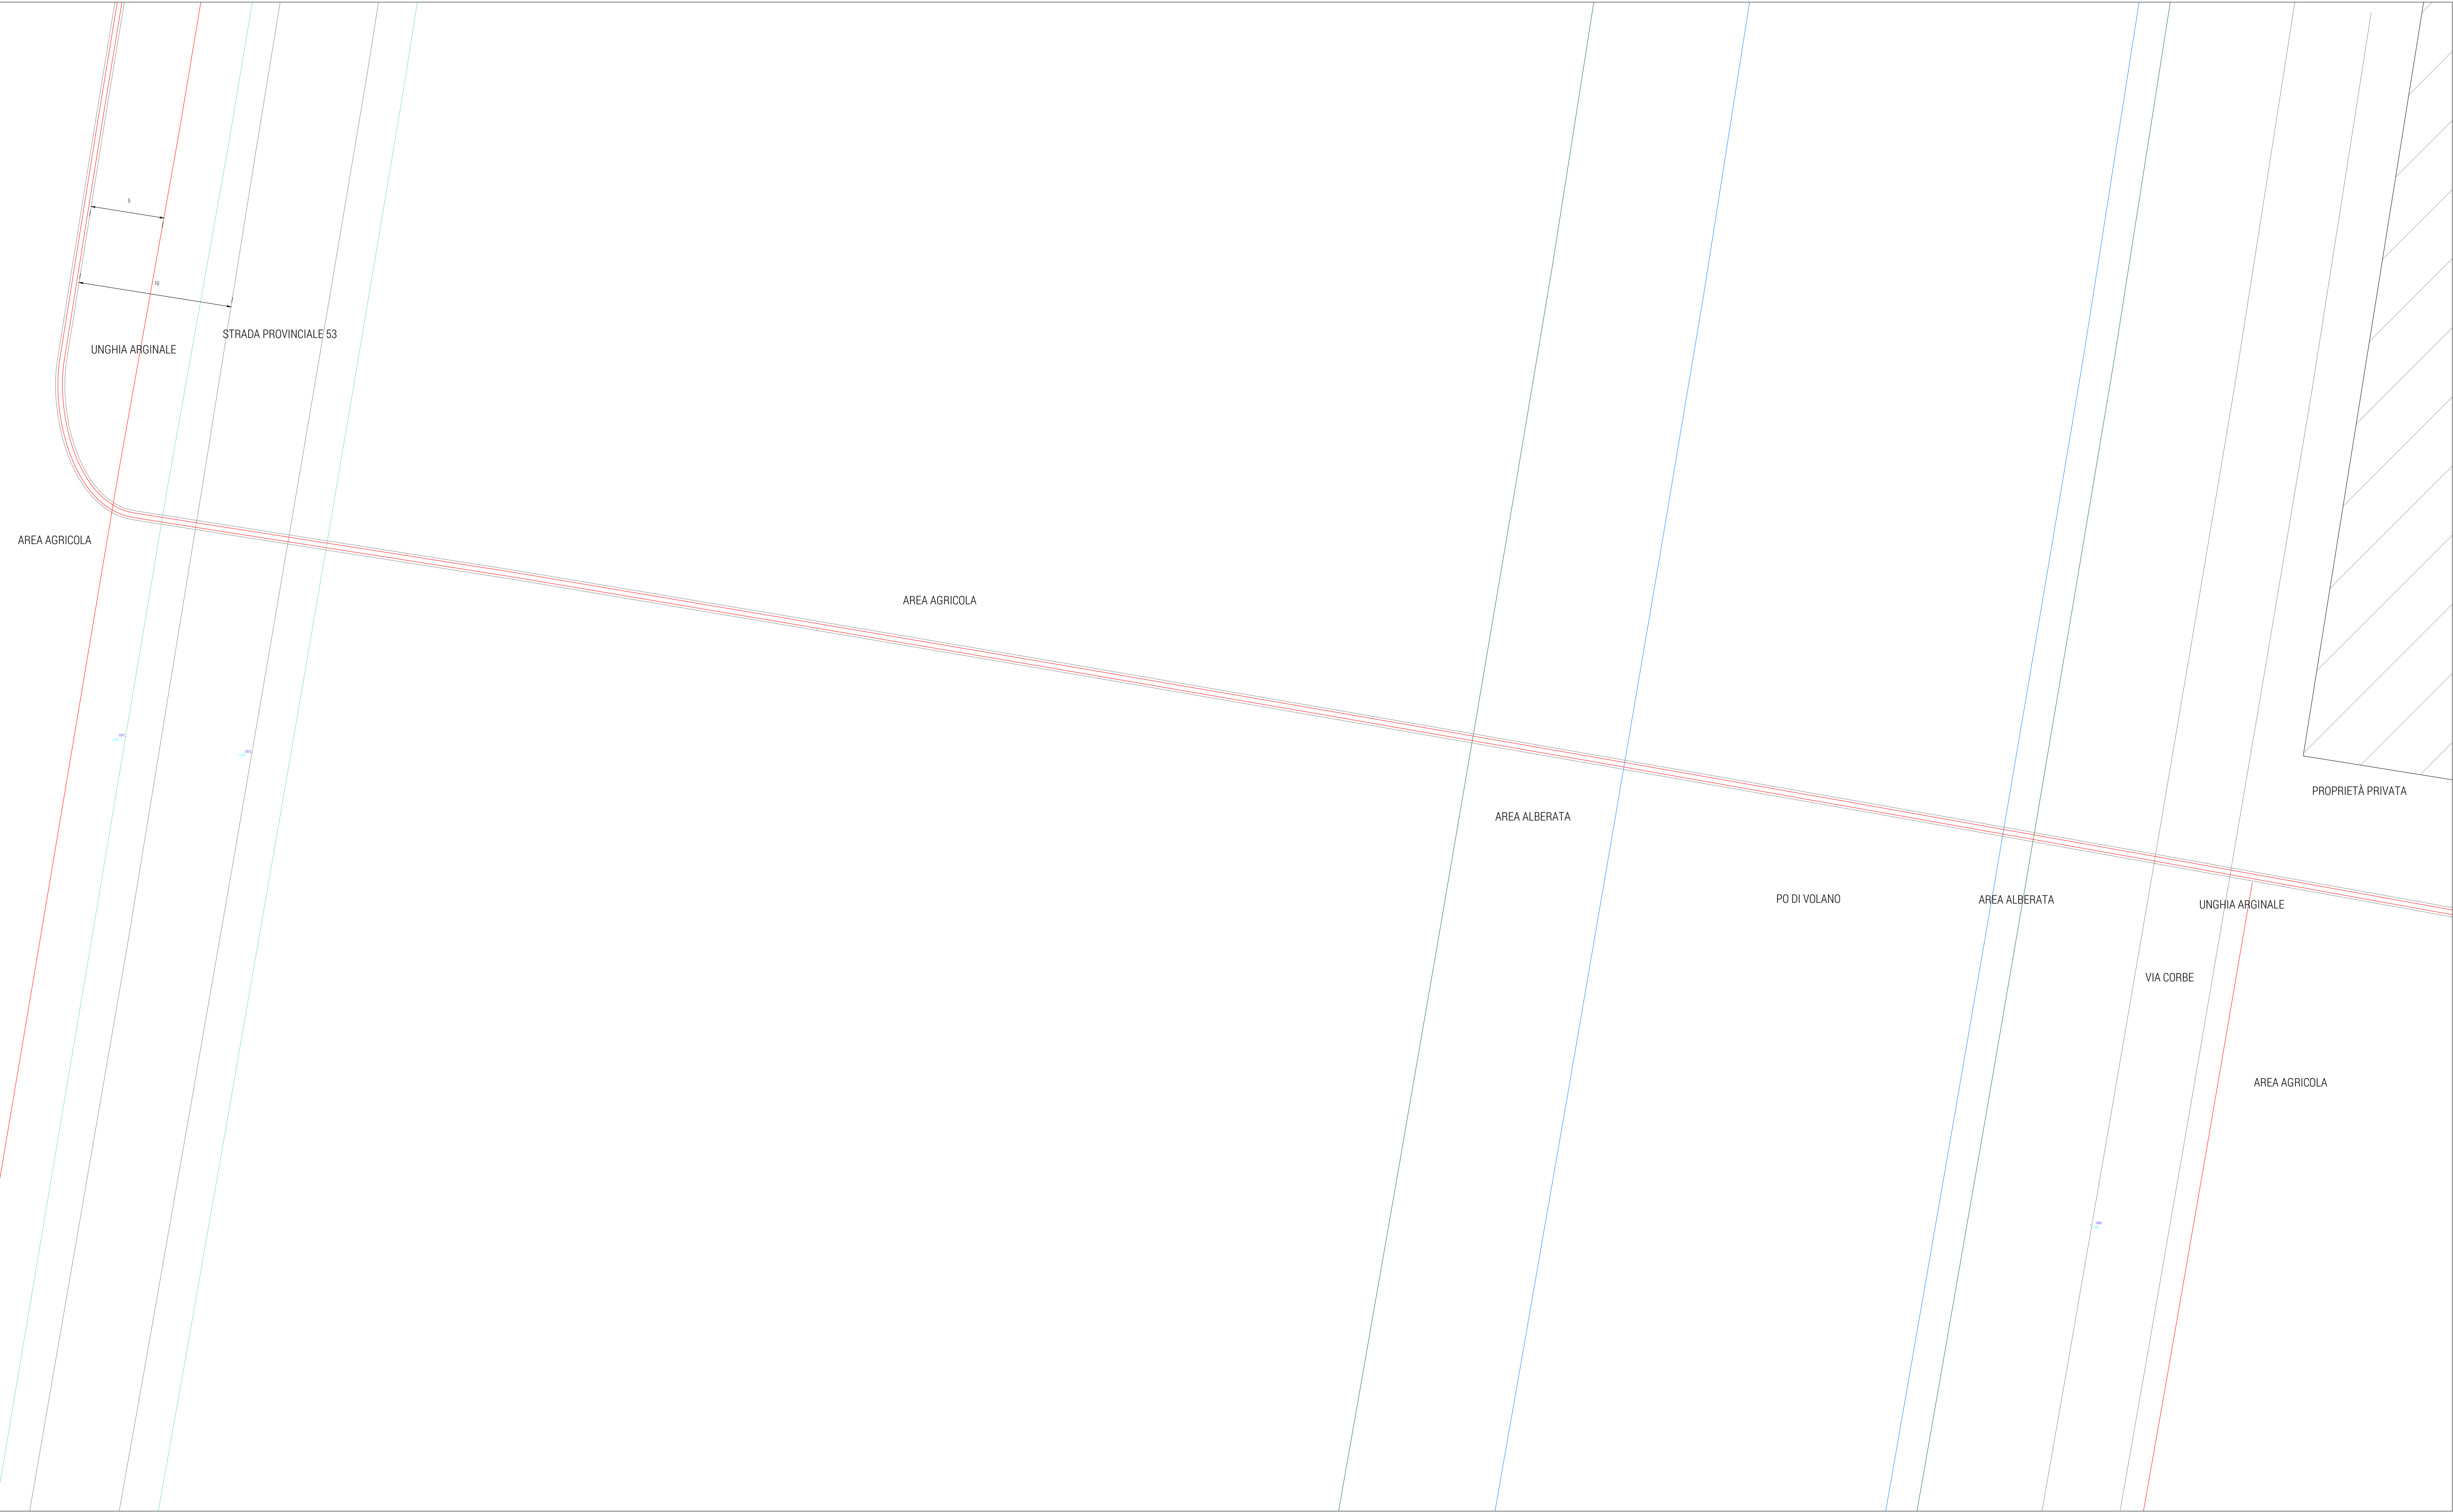 9
10
STRADA PROVINCIALE 53
UNGHIA ARGINALE
AREA AGRICOLA
AREA AGRICOLA
PROPRIETÀ PRIVATA
AREA ALBERATA
PO DI VOLANO
AREA ALBERATA
UNGHIA ARGINALE
VIA CORBE
AREA AGRICOLA